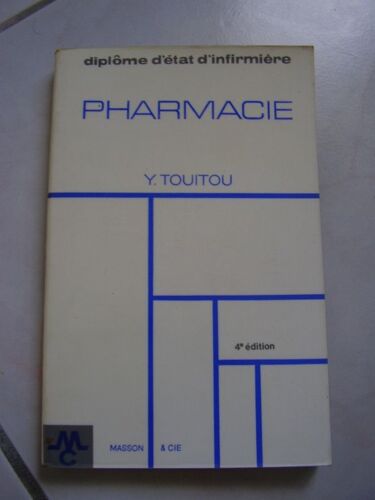 diplôme d'état d'infirmière
PHARMACIE
Y. TOUITOU
4e édition
MC
MASSON & CIE